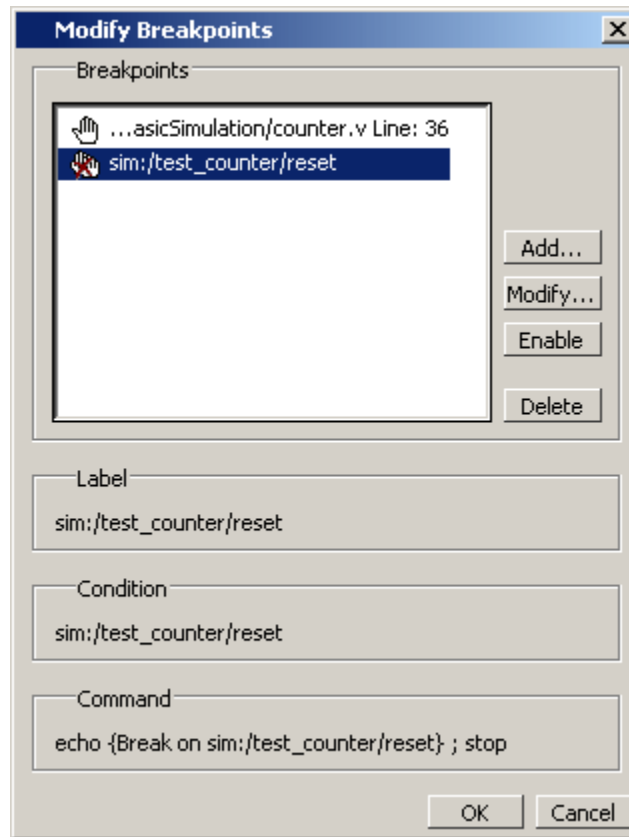 Modify Breakpoints
Breakpoints
...asicSimulation/counter.v Line: 36
sim:/test_counter/reset
Add...
Modify...
Enable
Delete
Label
sim:/test_counter/reset
Condition
sim:/test_counter/reset
Command
echo {Break on sim:/test_counter/reset} ; stop
OK
Cancel